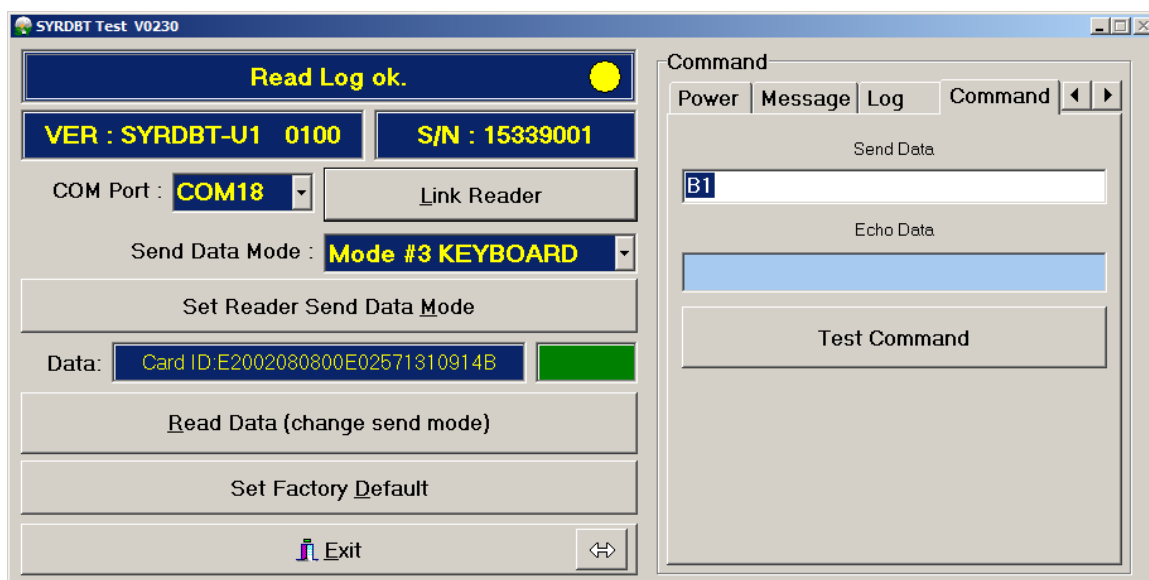 SYRDBT Test V0230
Read Log ok.
VER : SYRDBT-U1 0100
S/N : 15339001
COM Port : COM18
Link Reader
Send Data Mode : Mode #3 KEYBOARD
Set Reader Send Data Mode
Data: Card ID:E2002080800E02571310914B
Read Data (change send mode)
Set Factory Default
Exit
Command
Power Message Log Command
Send Data
B1
Echo Data
Test Command